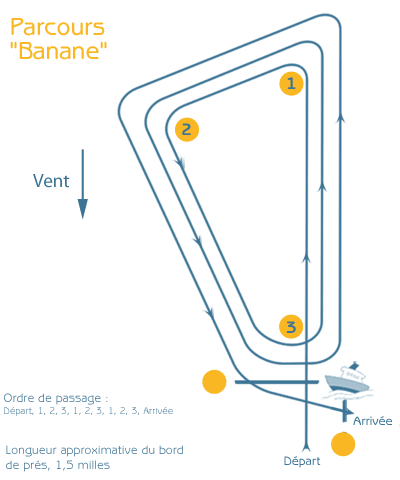 Parcours
"Banane"
1
2
Vent
3
Ordre de passage :
Départ, 1, 2, 3, 1, 2, 3, 1, 2, 3, Arrivée
Arrivée
Longueur approximative du bord
de près, 1,5 milles
Départ